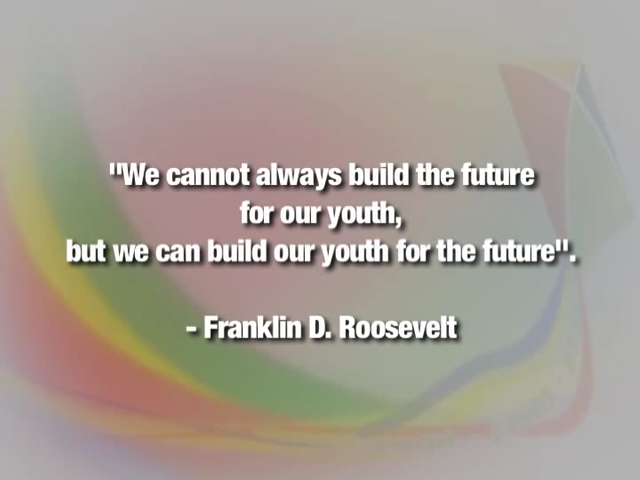 "We cannot always build the future
for our youth,
but we can build our youth for the future".
- Franklin D. Roosevelt